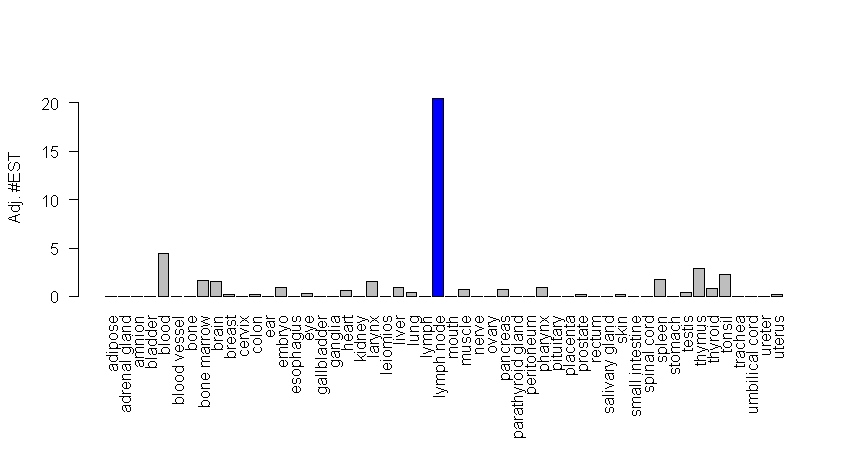 20
15
10
5
0
Adj. #EST
adipose
adrenal gland
amnion
bladder
blood
blood vessel
bone
bone marrow
brain
breast
cervix
colon
ear
embryo
esophagus
eye
gallbladder
ganglia
heart
kidney
larynx
leiomios
liver
lung
lymph
lymph node
mouth
muscle
nerve
ovary
pancreas
parathyroid gland
peritoneum
pharynx
pituitary
placenta
prostate
rectum
salivary gland
skin
small intestine
spinal cord
spleen
stomach
testis
thymus
thyroid
tonsil
trachea
umbilical cord
ureter
uterus